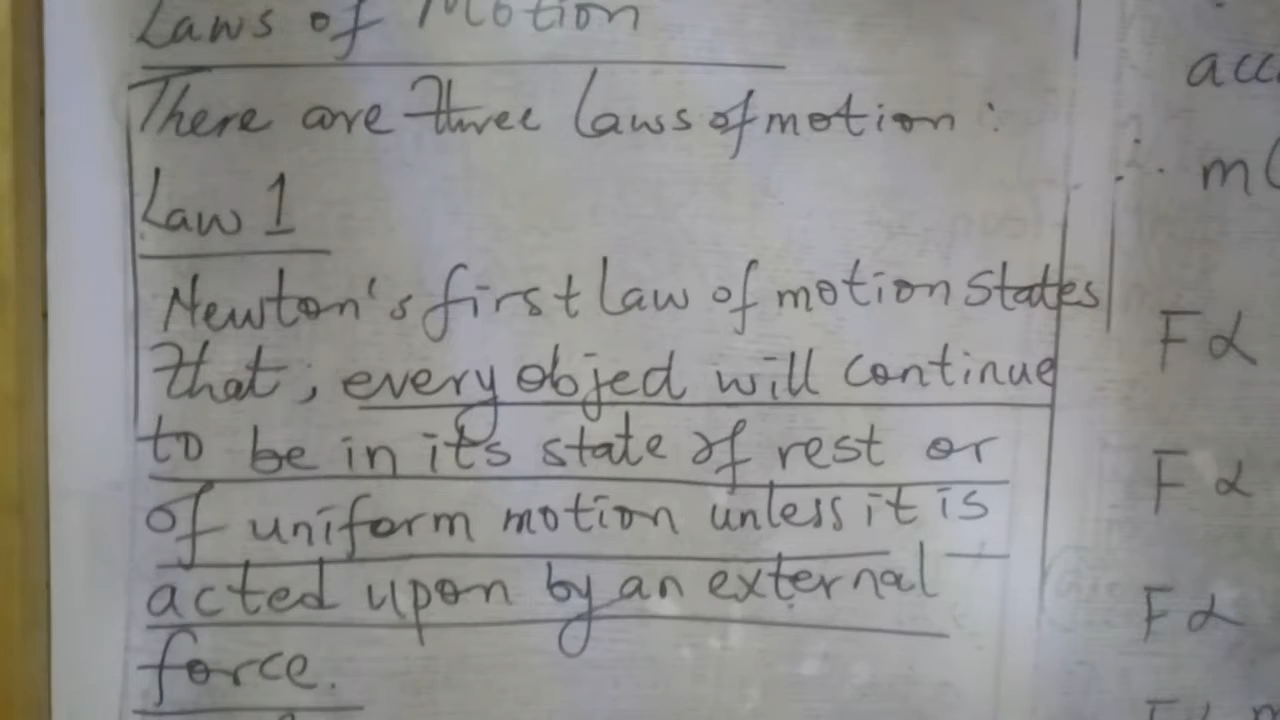 Laws of Motion
There are three laws of motion :
Law 1
Newton's first law of motion states
that, every object will continue
to be in its state of rest or
of uniform motion unless it is
acted upon by an external
force.
∴ m
F α
F α
F α